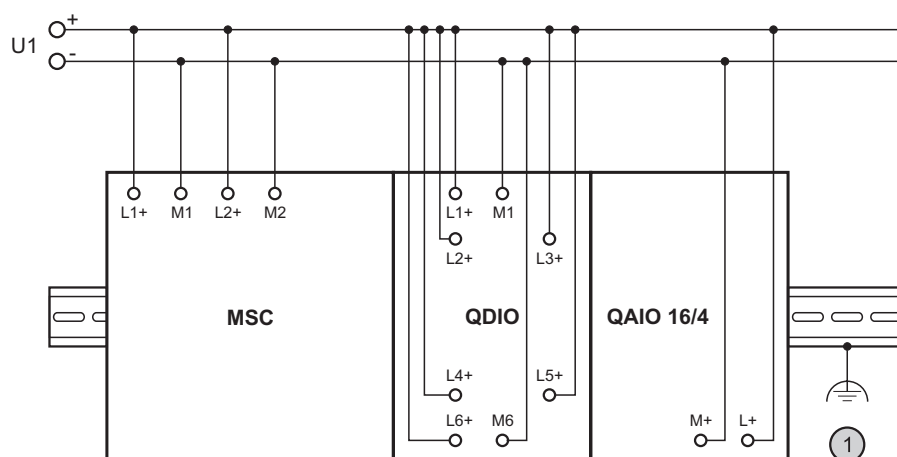 +
U1
-
L1+ M1 L2+ M2 L1+ M1
L2+ L3+
MSC QDIO QAIO 16/4
L4+ L5+
L6+ M6 M+ L+
1